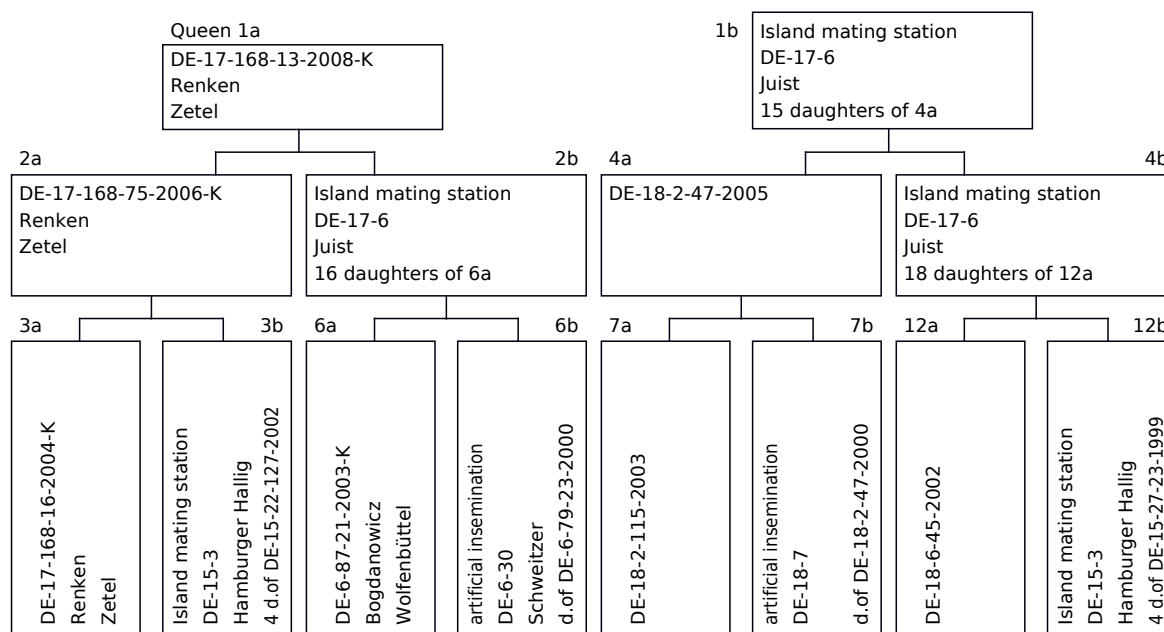 Queen 1a
DE-17-168-13-2008-K
Renken
Zetel
1b
Island mating station
DE-17-6
Juist
15 daughters of 4a
2a
DE-17-168-75-2006-K
Renken
Zetel
2b
Island mating station
DE-17-6
Juist
16 daughters of 6a
4a
DE-18-2-47-2005
4b
Island mating station
DE-17-6
Juist
18 daughters of 12a
3a
DE-17-168-16-2004-K
Renken
Zetel
3b
Island mating station
DE-15-3
Hamburger Hallig
4 d.of DE-15-22-127-2002
6a
DE-6-87-21-2003-K
Bogdanowicz
Wolfenbüttel
6b
artificial insemination
DE-6-30
Schweitzer
d.of DE-6-79-23-2000
7a
DE-18-2-115-2003
7b
artificial insemination
DE-18-7
d.of DE-18-2-47-2000
12a
DE-18-6-45-2002
12b
Island mating station
DE-15-3
Hamburger Hallig
4 d.of DE-15-27-23-1999